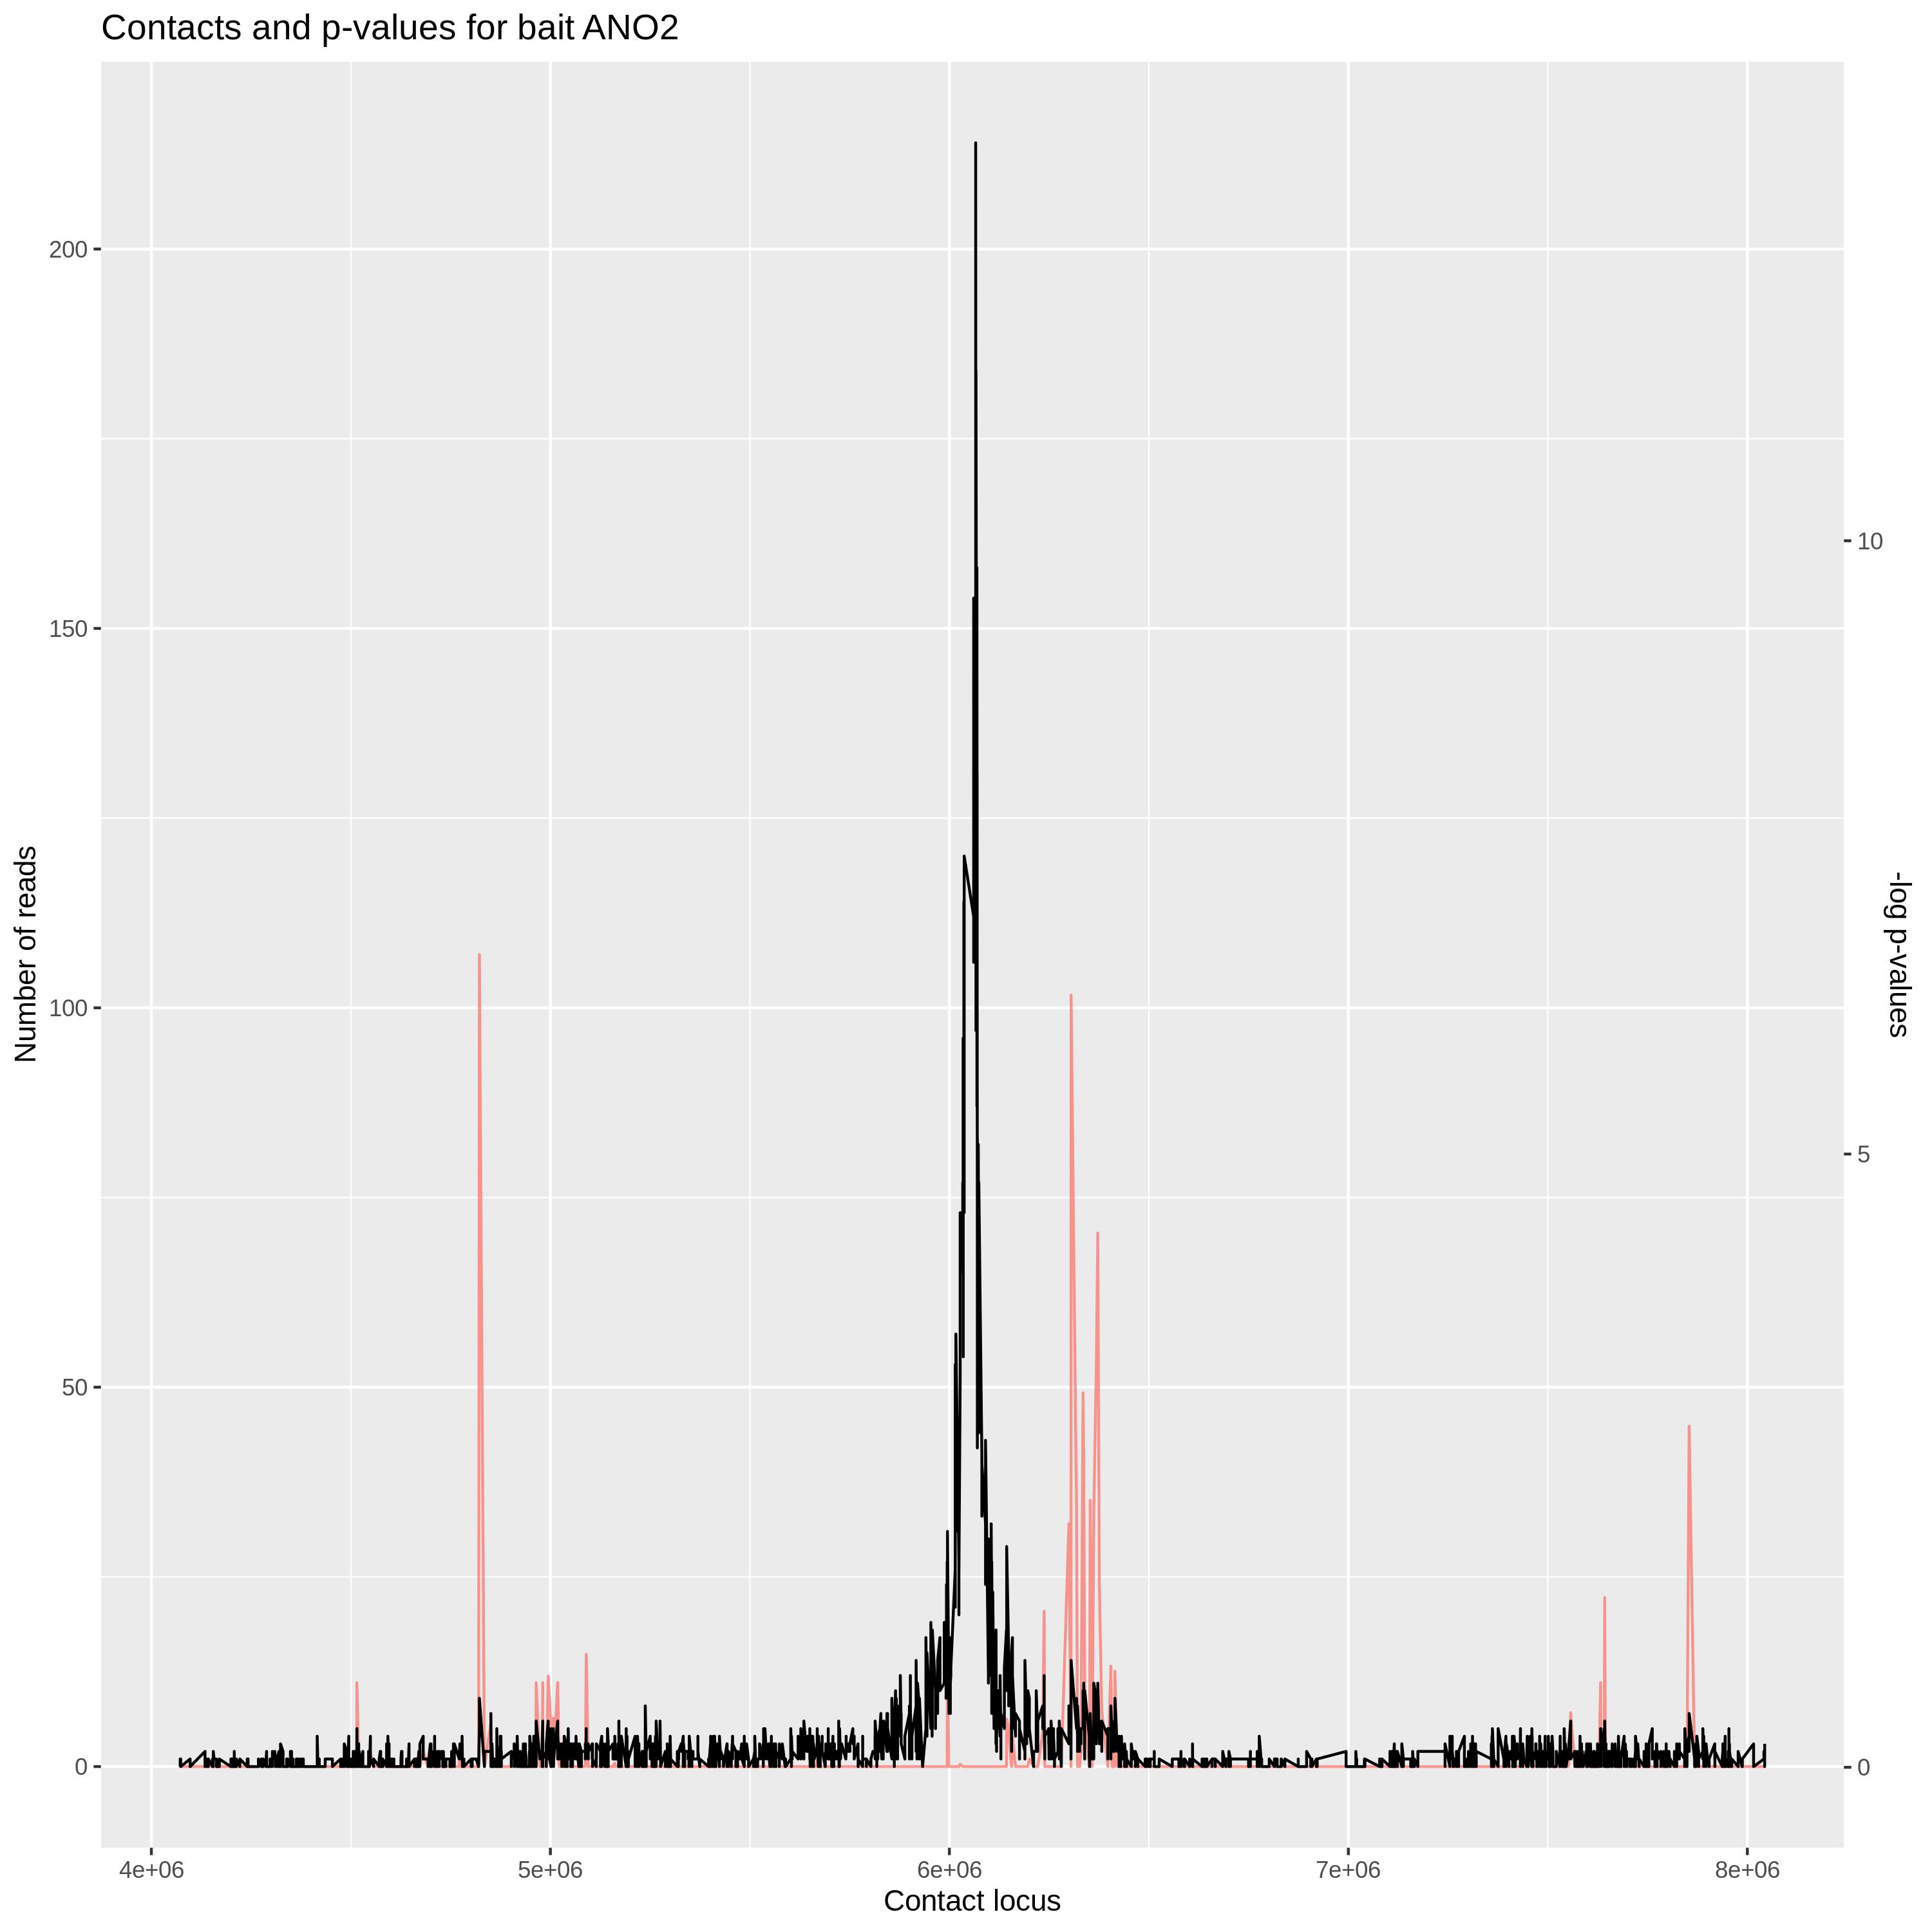 Contacts and p-values for bait ANO2
Number of reads
200
150
100
50
0
10
5
0
-log p-values
4e+06
5e+06
6e+06
7e+06
8e+06
Contact locus